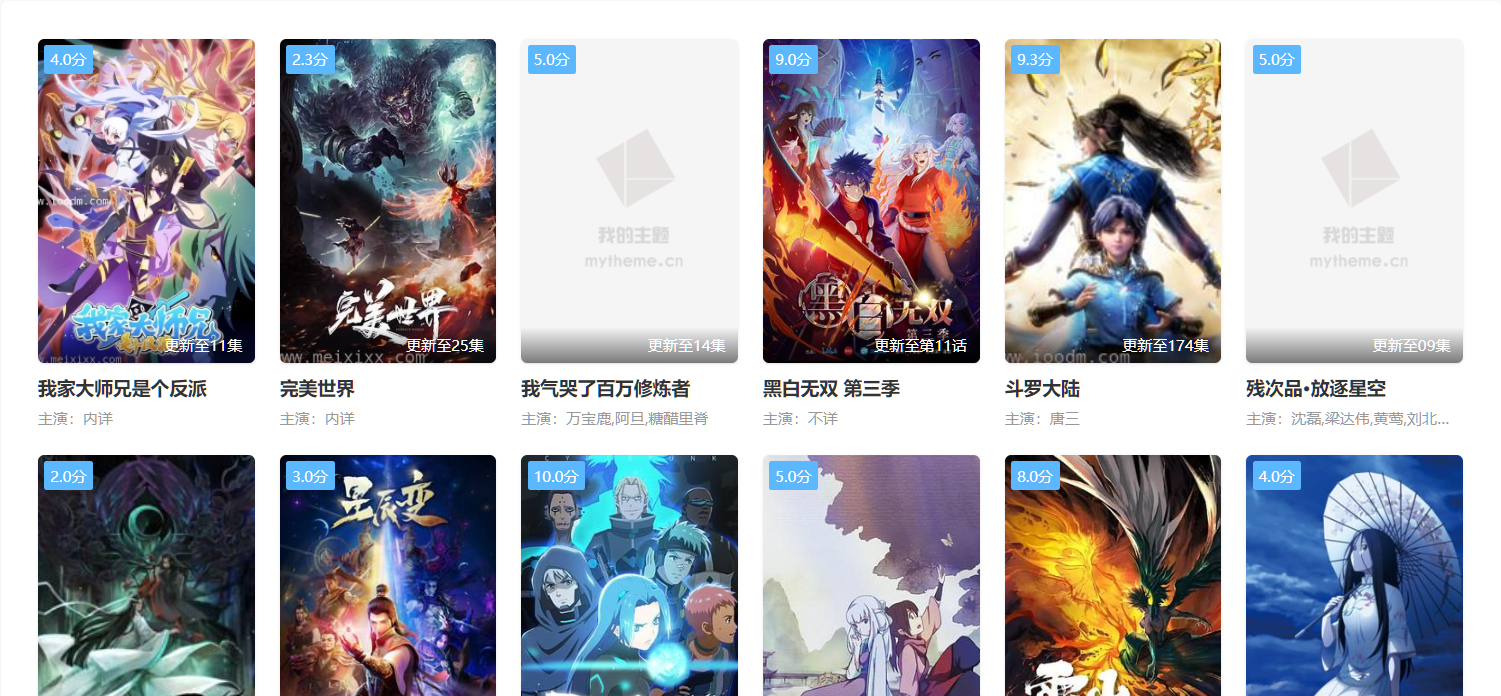 4.0分
2.3分
5.0分
9.0分
9.3分
5.0分
斗罗大陆
w.ioodm.com
我的主题
mytheme.cn
我的主题
mytheme.cn
我家大师兄
完美世界
黑白无双
第三季
更新至11集
更新至25集
更新至14集
更新至第11话
更新至174集
更新至09集
www.meixixx.com
www.meixixx.com
www.ioodm.com
我家大师兄是个反派
完美世界
我气哭了百万修炼者
黑白无双 第三季
斗罗大陆
残次品·放逐星空
主演：内详
主演：内详
主演：万宝鹿,阿旦,糖醋里脊
主演：不详
主演：唐三
主演：沈磊,梁达伟,黄莺,刘北...
2.0分
3.0分
10.0分
5.0分
8.0分
4.0分
星辰变